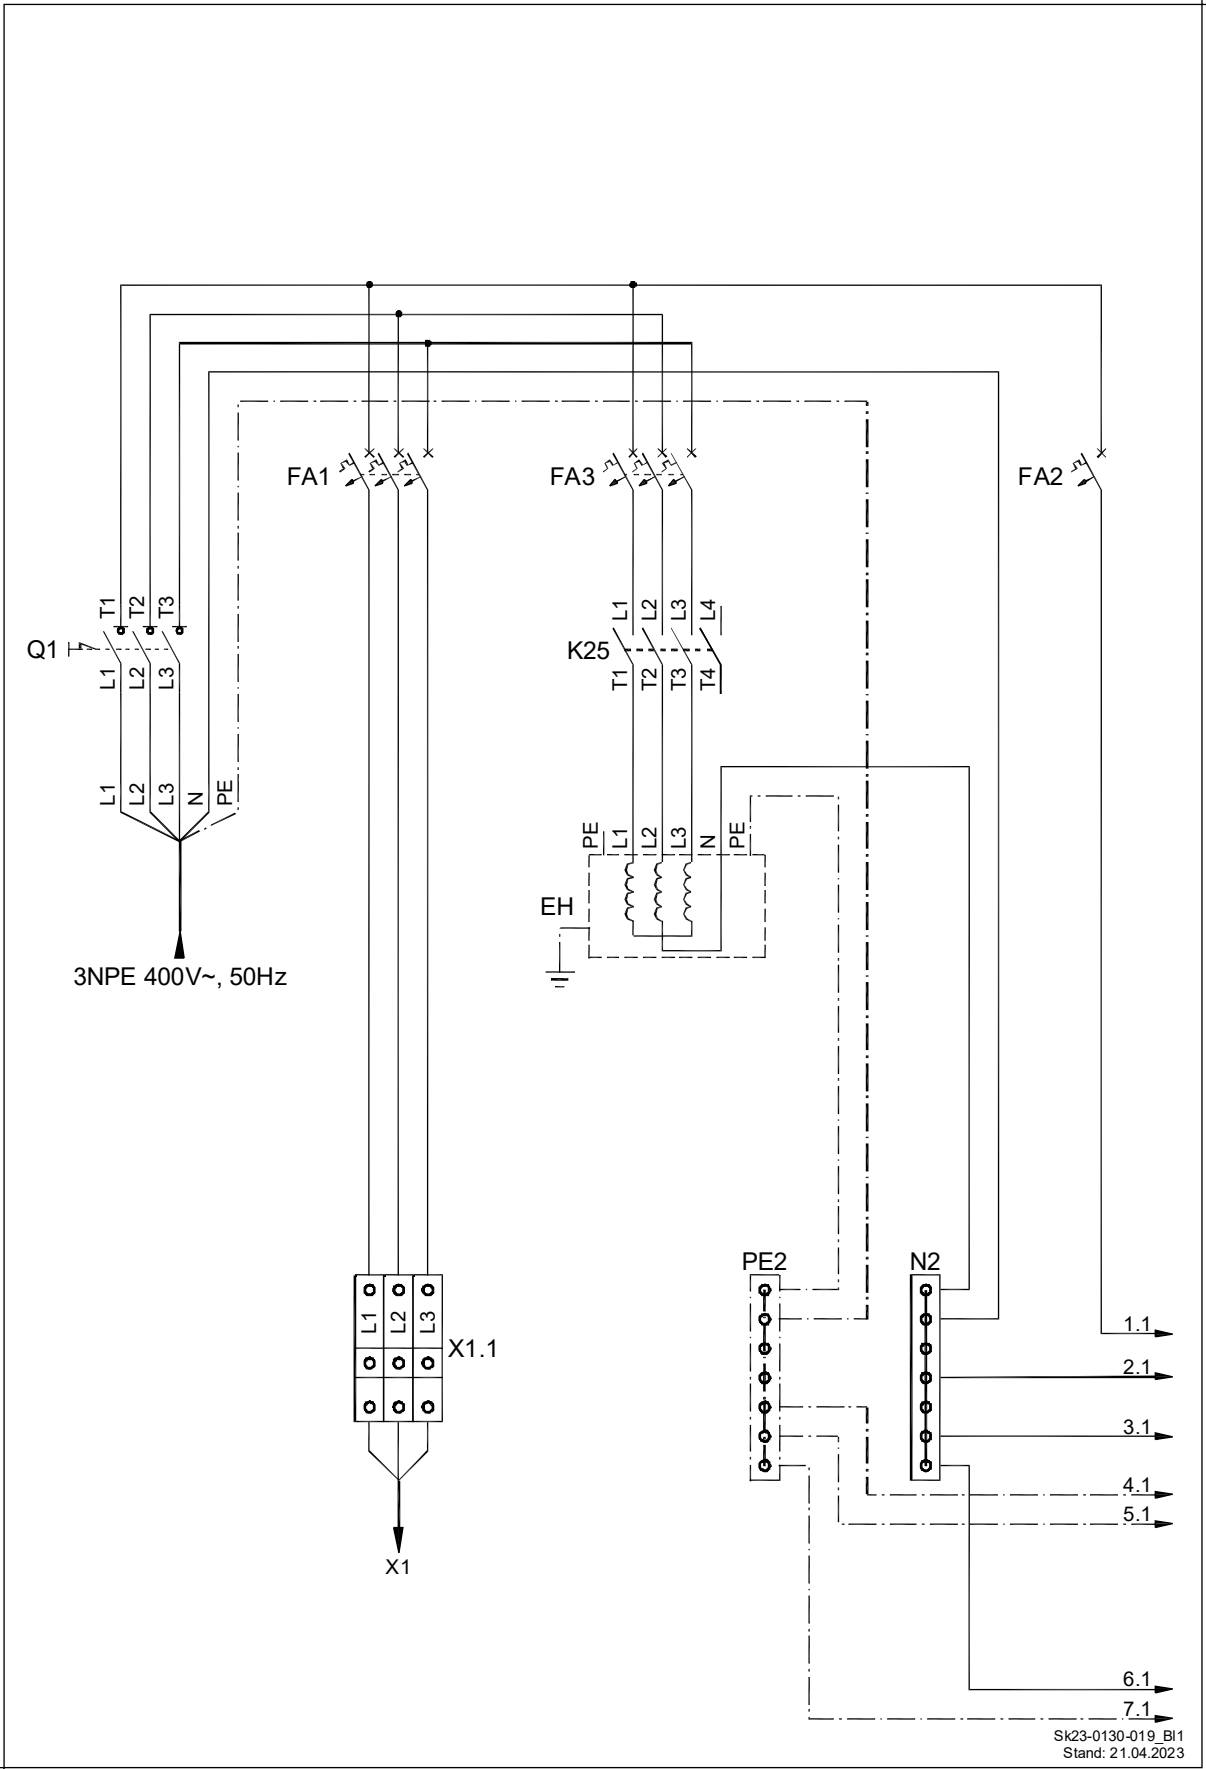 FA1
FA3
FA2
T1
T2
T3
Q1
L1
L2
L3
L1
L2
L3
L4
K25
T1
T2
T3
T4
L1
L2
L3
N
PE
PE
L1
L2
L3
N
PE
EH
3NPE 400V~, 50Hz
PE2
N2
L1
L2
L3
X1.1
1.1
2.1
3.1
4.1
5.1
X1
6.1
7.1
Sk23-0130-019_Bl1
Stand: 21.04.2023